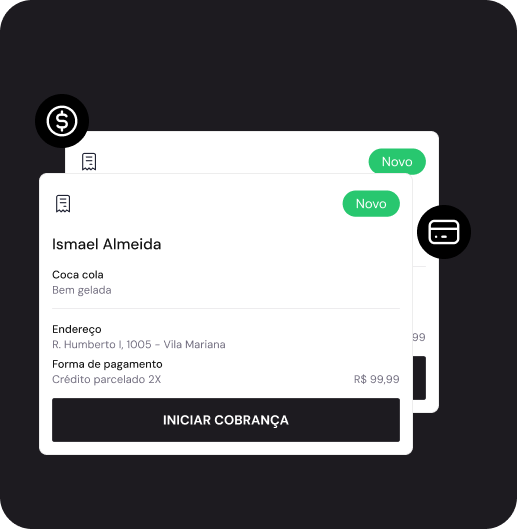 Novo
Novo
Ismael Almeida
Coca cola
Bem gelada
Endereço
R. Humberto I, 1005 - Vila Mariana
Forma de pagamento
Crédito parcelado 2X
R$ 99,99
99
INICIAR COBRANÇA